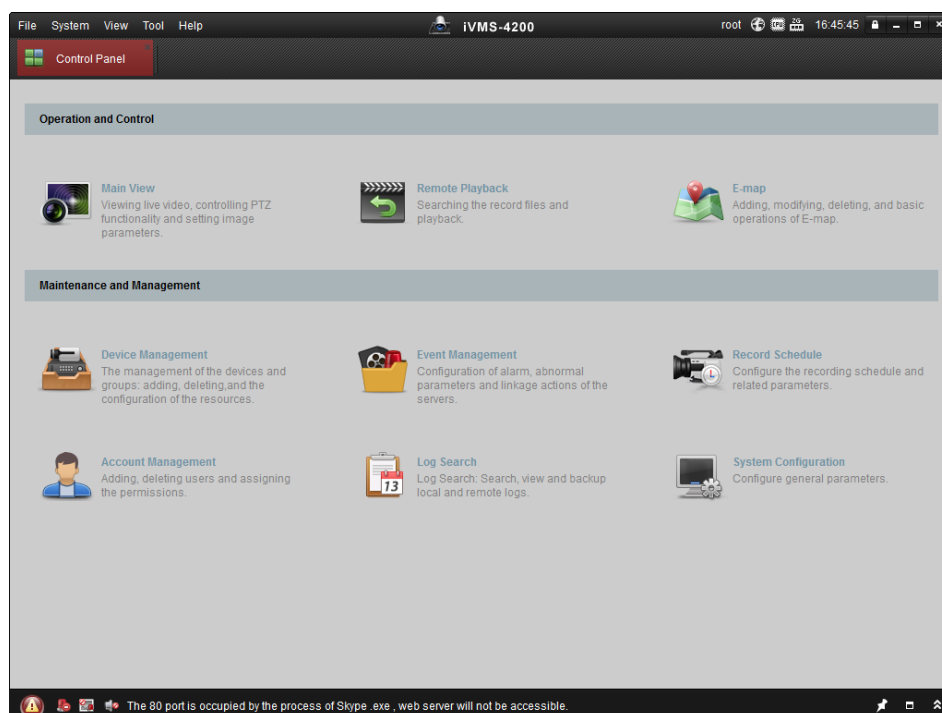 File System View Tool Help iVMS-4200 root CPU 2G 16:45:45
Control Panel
Operation and Control
Main View
Viewing live video, controlling PTZ
functionality and setting image
parameters.
Remote Playback
Searching the record files and
playback.
E-map
Adding, modifying, deleting, and basic
operations of E-map.
Maintenance and Management
Device Management
The management of the devices and
groups: adding, deleting,and the
configuration of the resources.
Event Management
Configuration of alarm, abnormal
parameters and linkage actions of the
servers.
Record Schedule
Configure the recording schedule and
related parameters.
Account Management
Adding, deleting users and assigning
the permissions.
13
Log Search
Log Search: Search, view and backup
local and remote logs.
System Configuration
Configure general parameters.
The 80 port is occupied by the process of Skype .exe , web server will not be accessible.